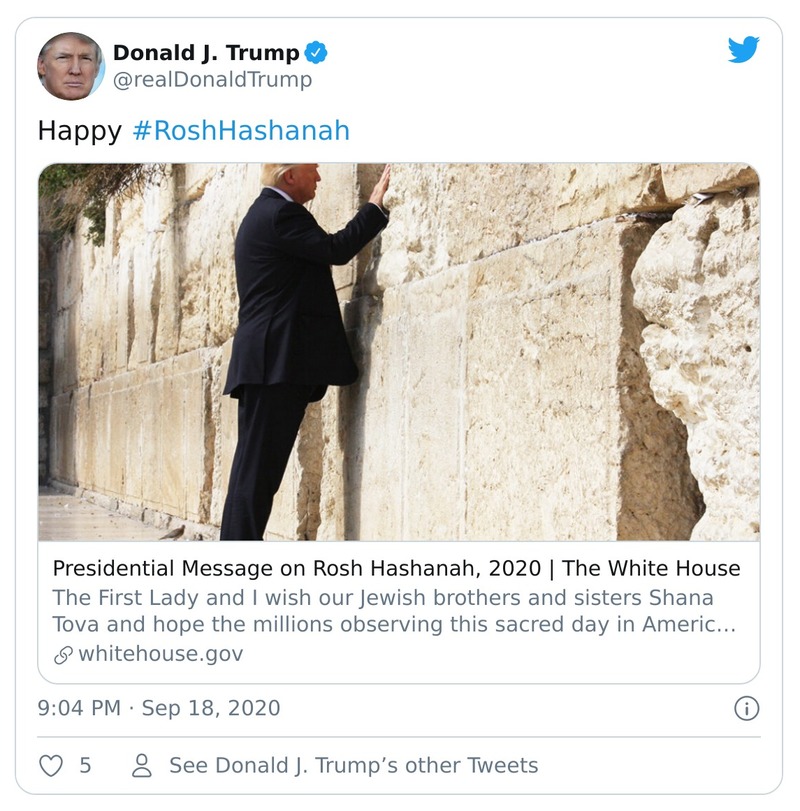 Donald J. Trump
@realDonaldTrump
Happy #RoshHashanah
Presidential Message on Rosh Hashanah, 2020 | The White House
The First Lady and I wish our Jewish brothers and sisters Shana
Tova and hope the millions observing this sacred day in Americ…
whitehouse.gov
9:04 PM · Sep 18, 2020
5 See Donald J. Trump’s other Tweets